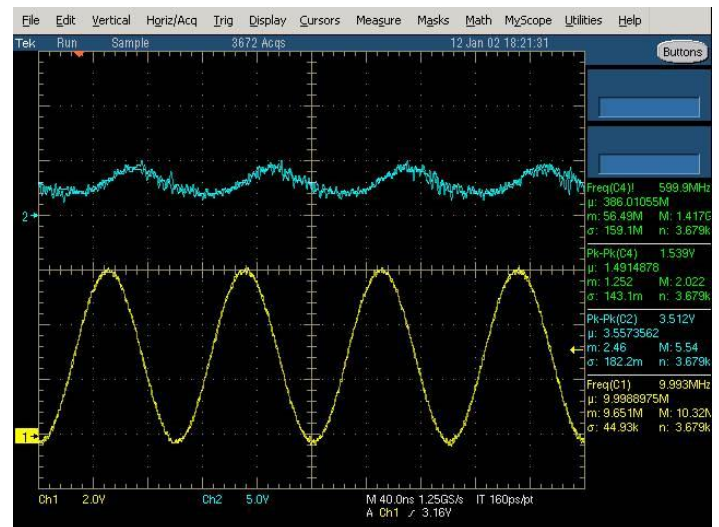 File Edit Vertical Horiz/Acq Trig Display Cursors Measure Masks Math MyScope Utilities Help
Tek Run Sample 3672 Acqs 12 Jan 02 18:21:31
Buttons
Freq(C4)! 599.9MHz
µ: 386.01055M
m: 56.49M M: 1.417G
σ: 159.1M n: 3.679k
Pk-Pk(C4) 1.539V
µ: 1.4914878
m: 1.252 M: 2.022
σ: 143.1m n: 3.679k
2
Pk-Pk(C2) 3.512V
µ: 3.5573562
m: 2.46 M: 5.54
σ: 182.2m n: 3.679k
Freq(C1) 9.993MHz
µ: 9.9988975M
m: 9.651M M: 10.32M
σ: 44.93k n: 3.679k
1
Ch1 2.0V Ch2 5.0V M 40.0ns 1.25GS/s IT 160ps/pt
A Ch1 / 3.16V